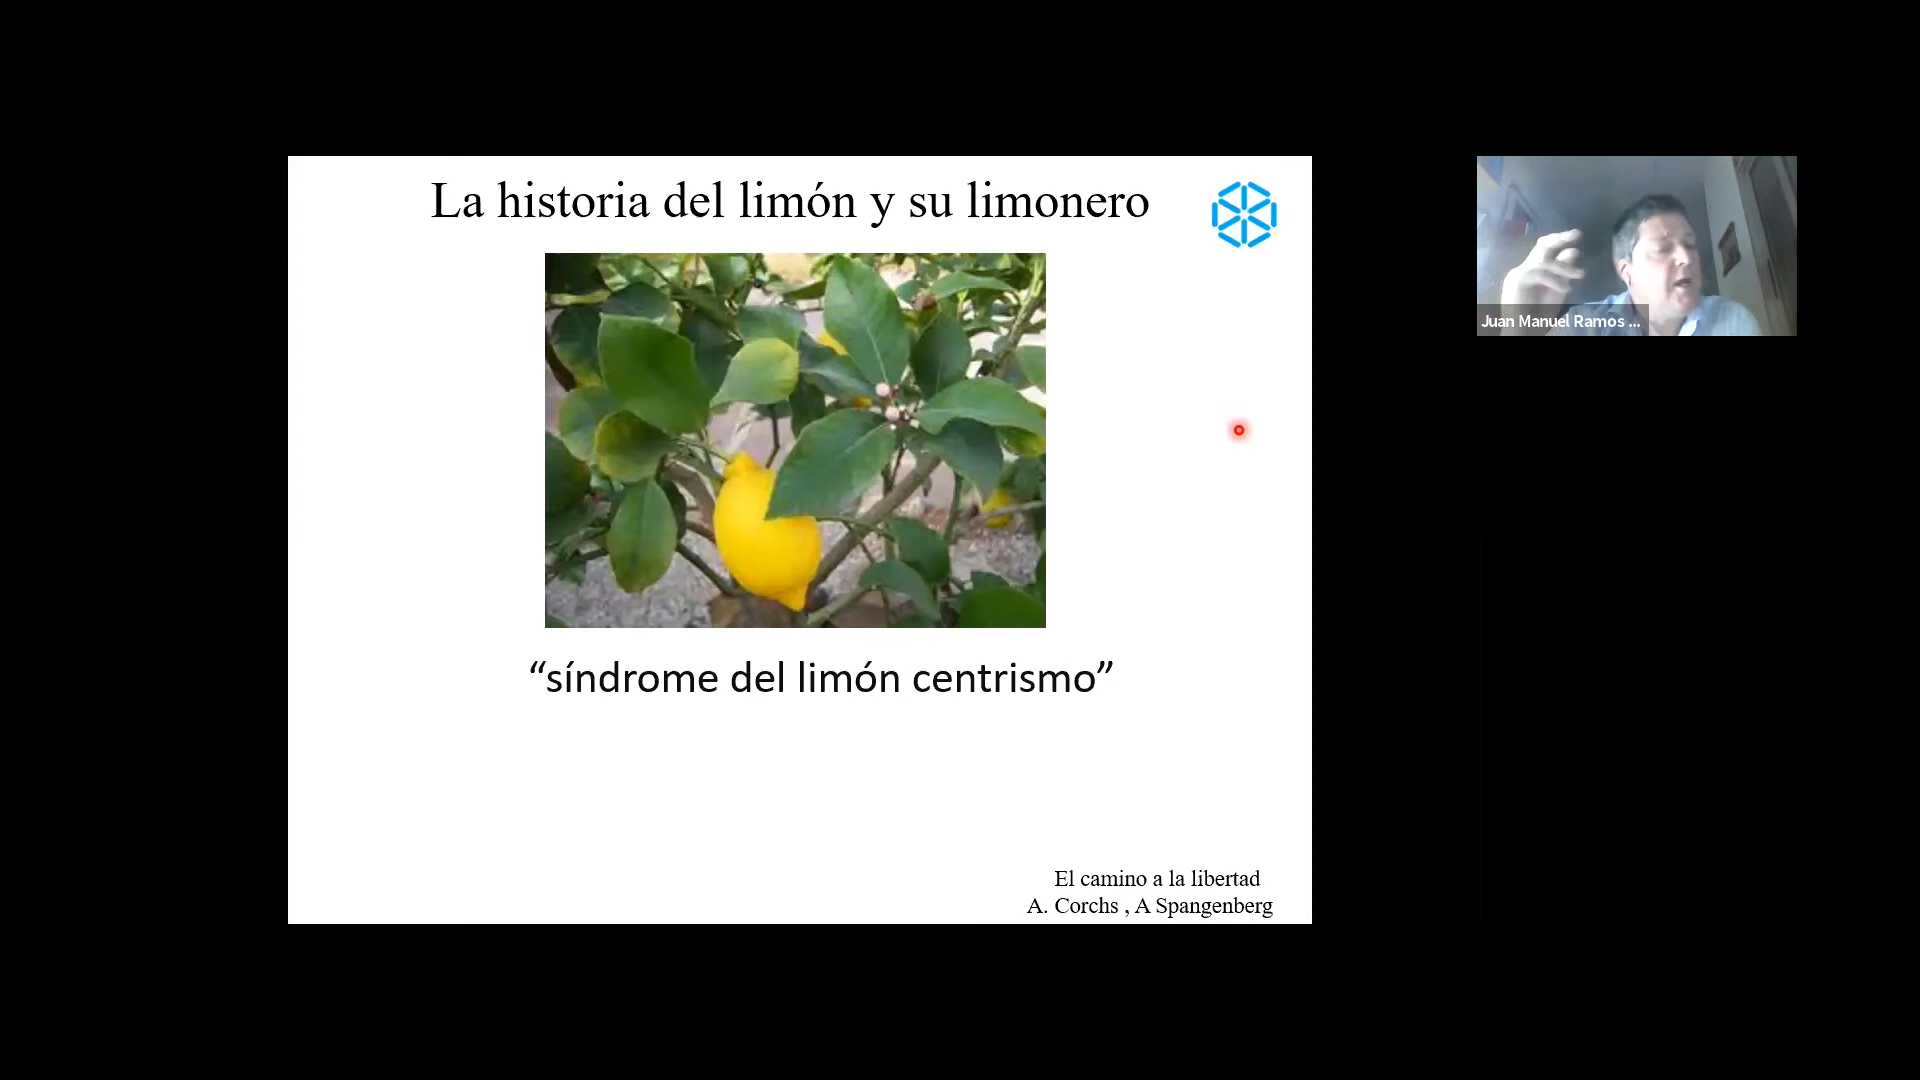 La historia del limón y su limonero
“síndrome del limón centrismo”
El camino a la libertad
A. Corchs , A Spangenberg
Juan Manuel Ramos ...